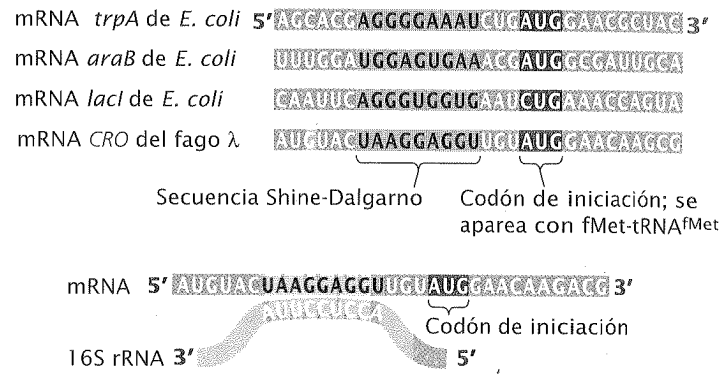 mRNA trpA de E. coli 5′ AGCACGAGGGGAAAUCUGAUGGAACGCUAC 3′
mRNA araB de E. coli UUUGGAUGGAGUGAAACGAUGGCGAUUGCA
mRNA lacI de E. coli CAAUUCAGGGUGGUGAAUCUGAAACCAGUA
mRNA CRO del fago λ AUGUACUAAGGAGGUUGUAUGGAACAAGCG
Secuencia Shine-Dalgarno
Codón de iniciación; se
aparea con fMet-tRNAfMet
mRNA 5′ AUGUACUAAGGAGGUUGUAUGGAACAAGACG 3′
AUUCCUCCA
Codón de iniciación
16S rRNA 3′ 5′